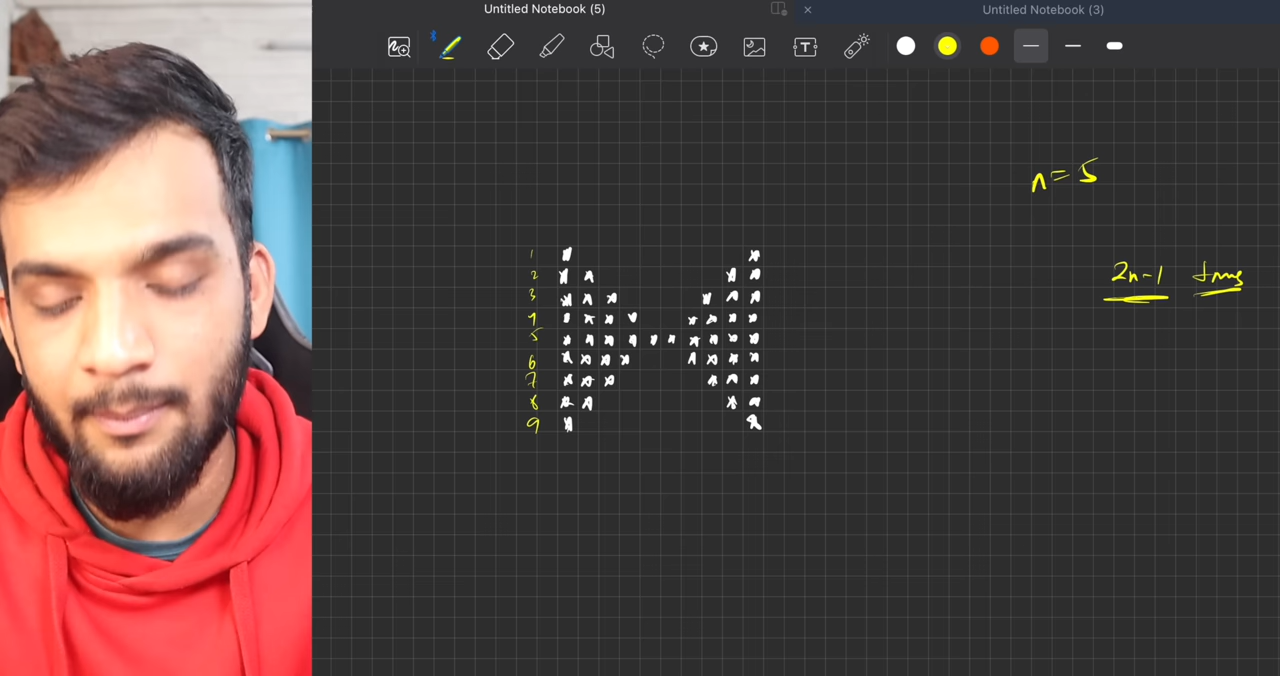 Untitled Notebook (5)
Untitled Notebook (3)
T
n = 5
2n-1 times
1
2
3
4
5
6
7
8
9